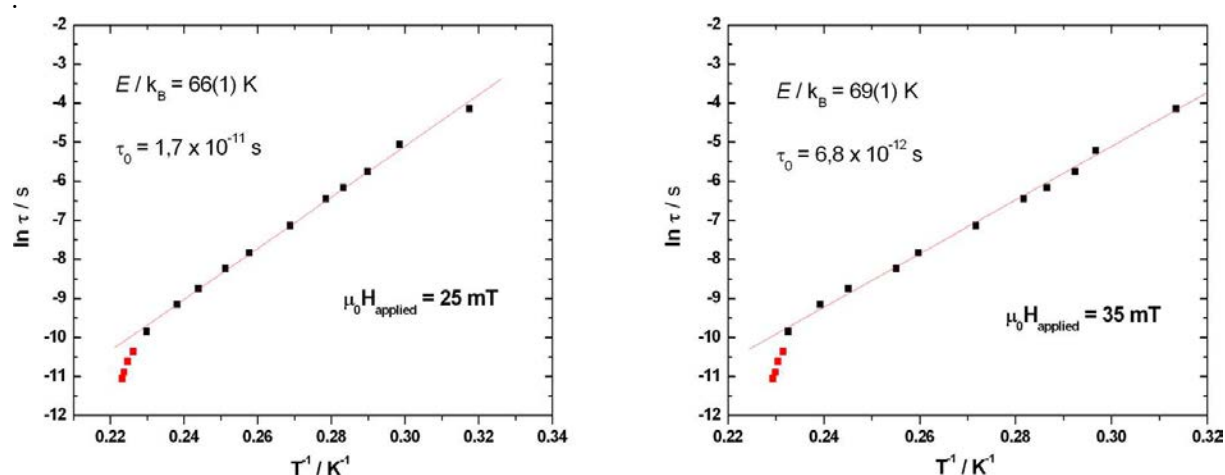 -2
-3
-4
-5
-6
-7
-8
-9
-10
-11
-12
ln τ / s
E / kB = 66(1) K
τ0 = 1,7 x 10-11 s
μ0Happlied = 25 mT
0.22 0.24 0.26 0.28 0.30 0.32 0.34
T-1 / K-1
-2
-3
-4
-5
-6
-7
-8
-9
-10
-11
-12
ln τ / s
E / kB = 69(1) K
τ0 = 6,8 x 10-12 s
μ0Happlied = 35 mT
0.22 0.24 0.26 0.28 0.30 0.32
T-1 / K-1